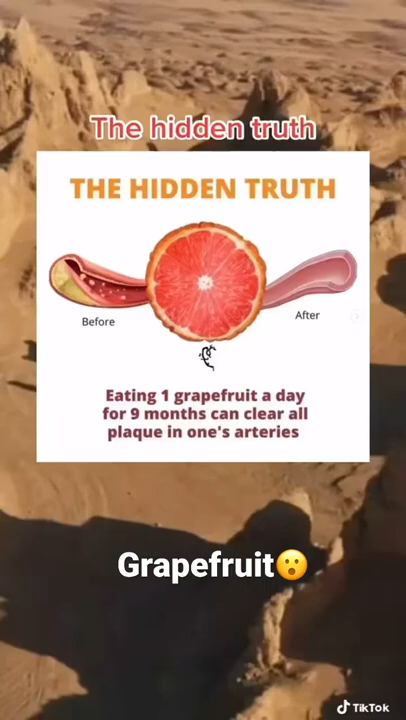 The hidden truth
THE HIDDEN TRUTH
Before
After
Eating 1 grapefruit a day
for 9 months can clear all
plaque in one's arteries
Grapefruit😮
TikTok